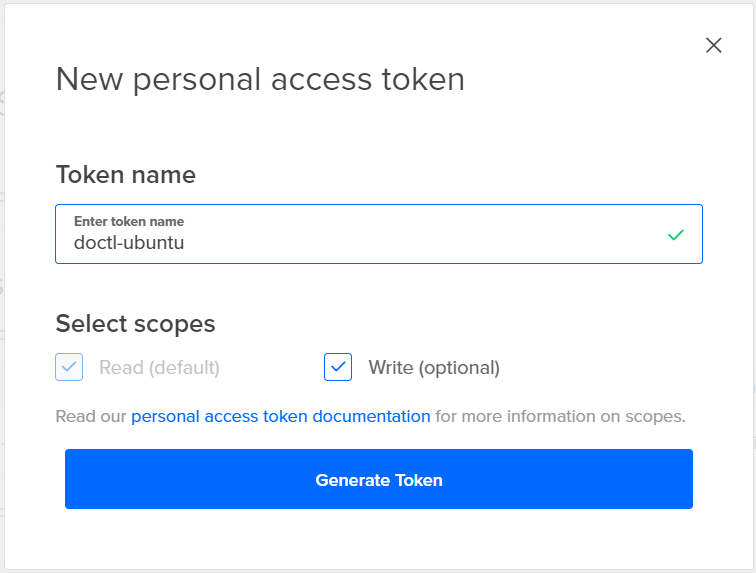 New personal access token
Token name
Enter token name
doctl-ubuntu
Select scopes
Read (default) Write (optional)
Read our personal access token documentation for more information on scopes.
Generate Token